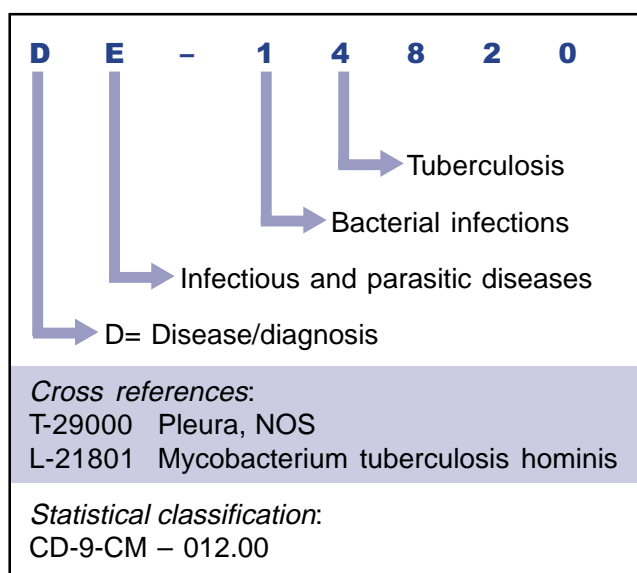 D E – 1 4 8 2 0
Tuberculosis
Bacterial infections
Infectious and parasitic diseases
D= Disease/diagnosis
Cross references:
T-29000 Pleura, NOS
L-21801 Mycobacterium tuberculosis hominis
Statistical classification:
CD-9-CM – 012.00